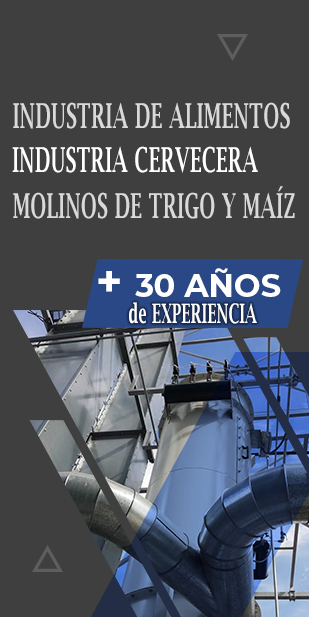 INDUSTRIA DE ALIMENTOS
INDUSTRIA CERVECERA
MOLINOS DE TRIGO Y MAÍZ
+ 30 AÑOS
de EXPERIENCIA